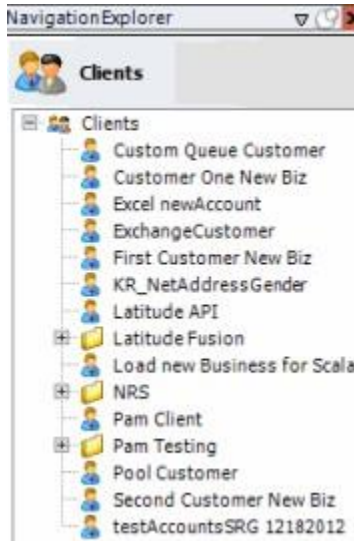 NavigationExplorer
Clients
Clients
Custom Queue Customer
Customer One New Biz
Excel newAccount
ExchangeCustomer
First Customer New Biz
KR_NetAddressGender
Latitude API
Latitude Fusion
Load new Business for Scala
NRS
Pam Client
Pam Testing
Pool Customer
Second Customer New Biz
testAccountsSRG 12182012